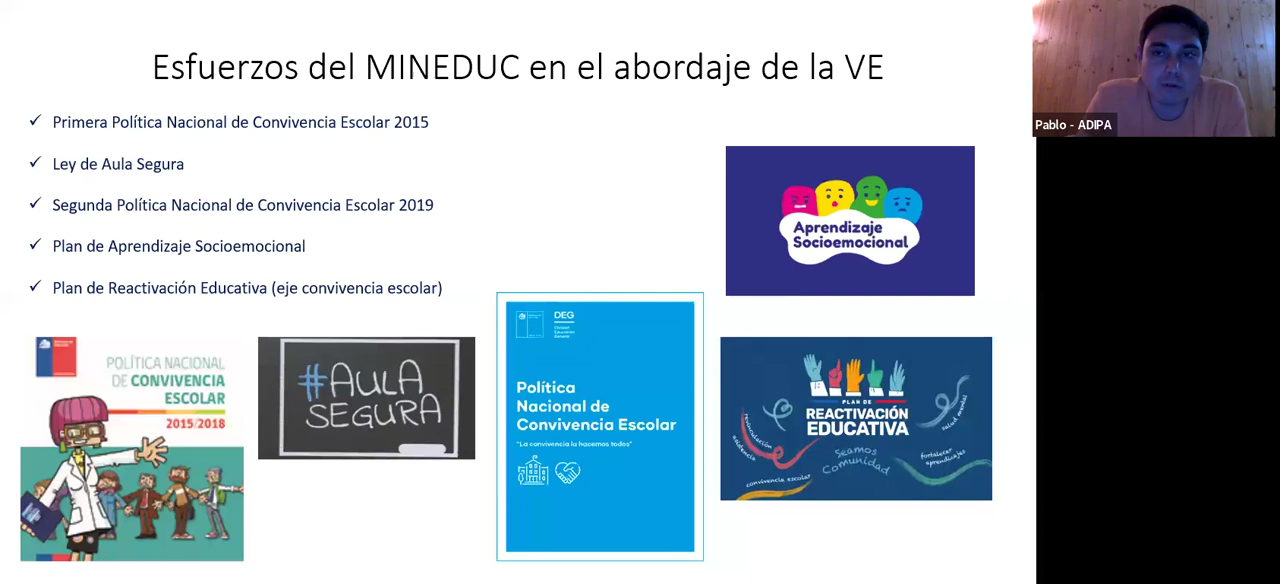 Esfuerzos del MINEDUC en el abordaje de la VE
Primera Política Nacional de Convivencia Escolar 2015
Ley de Aula Segura
Segunda Política Nacional de Convivencia Escolar 2019
Plan de Aprendizaje Socioemocional
Plan de Reactivación Educativa (eje convivencia escolar)
POLÍTICA NACIONAL
DE CONVIVENCIA
ESCOLAR
2015/2018
#AULA
SEGURA
DEG
Política
Nacional de
Convivencia Escolar
"La convivencia la hacemos todos"
Aprendizaje
Socioemocional
PLAN DE
REACTIVACIÓN
EDUCATIVA
Seamos
Comunidad
revinculación
asistencia
convivencia escolar
fortalecer
aprendizajes
salud mental
Pablo - ADIPA